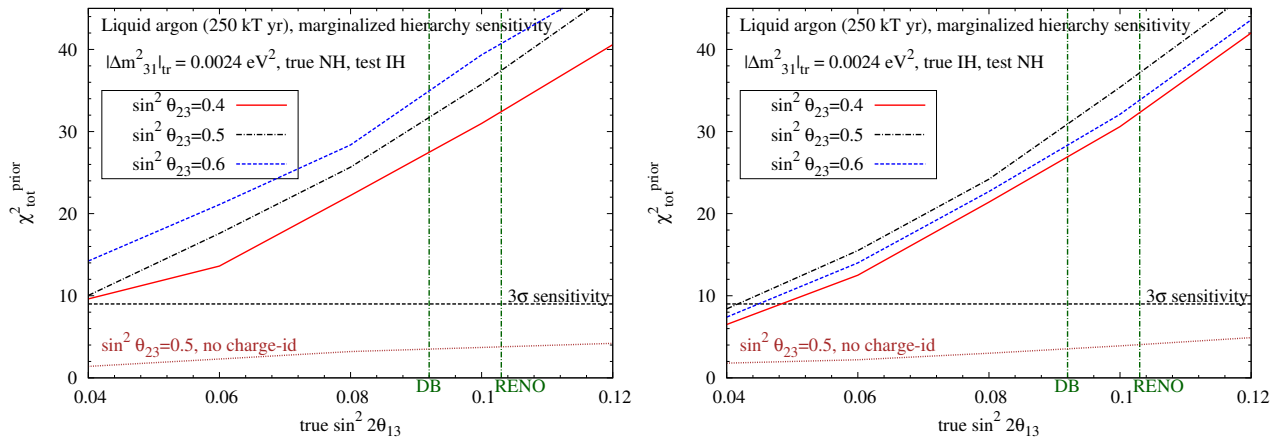 Liquid argon (250 kT yr), marginalized hierarchy sensitivity
|Δm²₃₁|tr = 0.0024 eV², true NH, test IH
sin² θ₂₃=0.4
sin² θ₂₃=0.5
sin² θ₂₃=0.6
3σ sensitivity
sin² θ₂₃=0.5, no charge-id
DB
RENO
40
30
20
10
0
χ²tot prior
0.04
0.06
0.08
0.1
0.12
true sin² 2θ₁₃
Liquid argon (250 kT yr), marginalized hierarchy sensitivity
|Δm²₃₁|tr = 0.0024 eV², true IH, test NH
sin² θ₂₃=0.4
sin² θ₂₃=0.5
sin² θ₂₃=0.6
3σ sensitivity
sin² θ₂₃=0.5, no charge-id
DB
RENO
40
30
20
10
0
χ²tot prior
0.04
0.06
0.08
0.1
0.12
true sin² 2θ₁₃